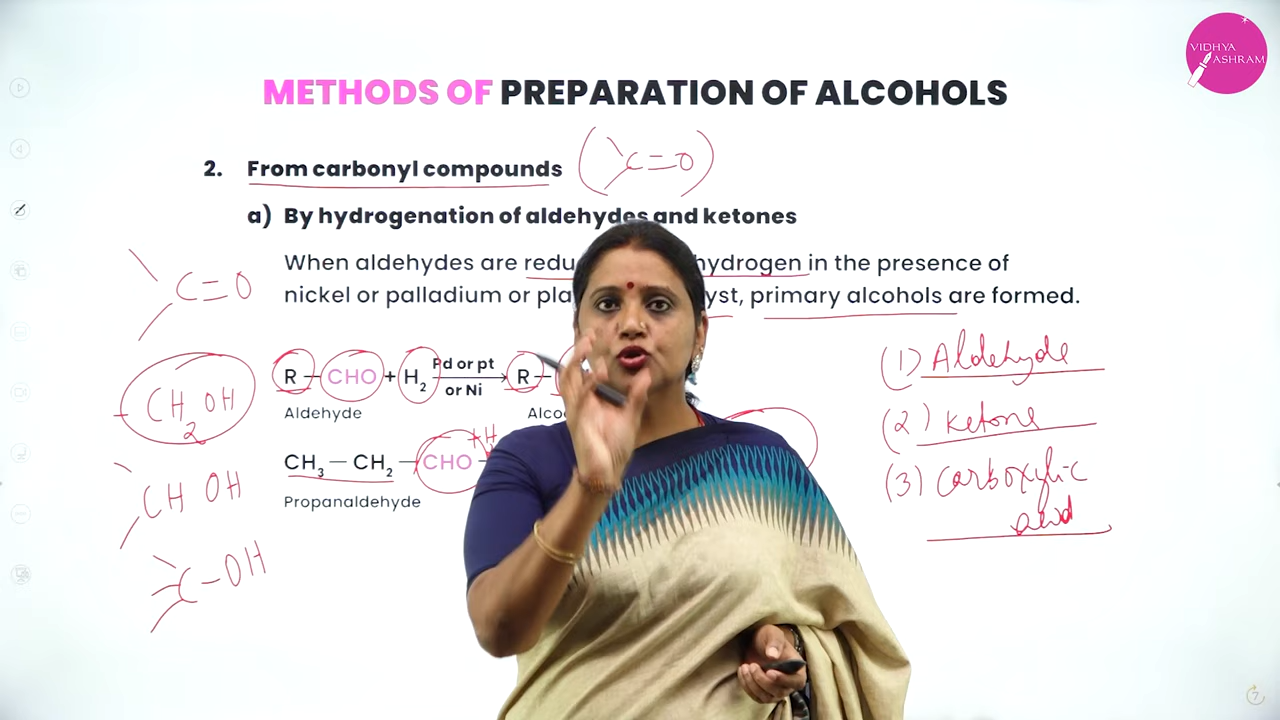 VIDHYA
ASHRAM
METHODS OF PREPARATION OF ALCOHOLS
2. From carbonyl compounds ( C=O )
a) By hydrogenation of aldehydes and ketones
When aldehydes are redu hydrogen in the presence of
nickel or palladium or pla yst, primary alcohols are formed.
C=O
R – CHO + H2 Pd or pt or Ni → R –
Aldehyde Alco
CH2OH
CH3 — CH2 — CHO +H
Propanaldehyde
CH OH
C-OH
(1) Aldehyde
(2) Ketone
(3) Carboxylic
acid
7